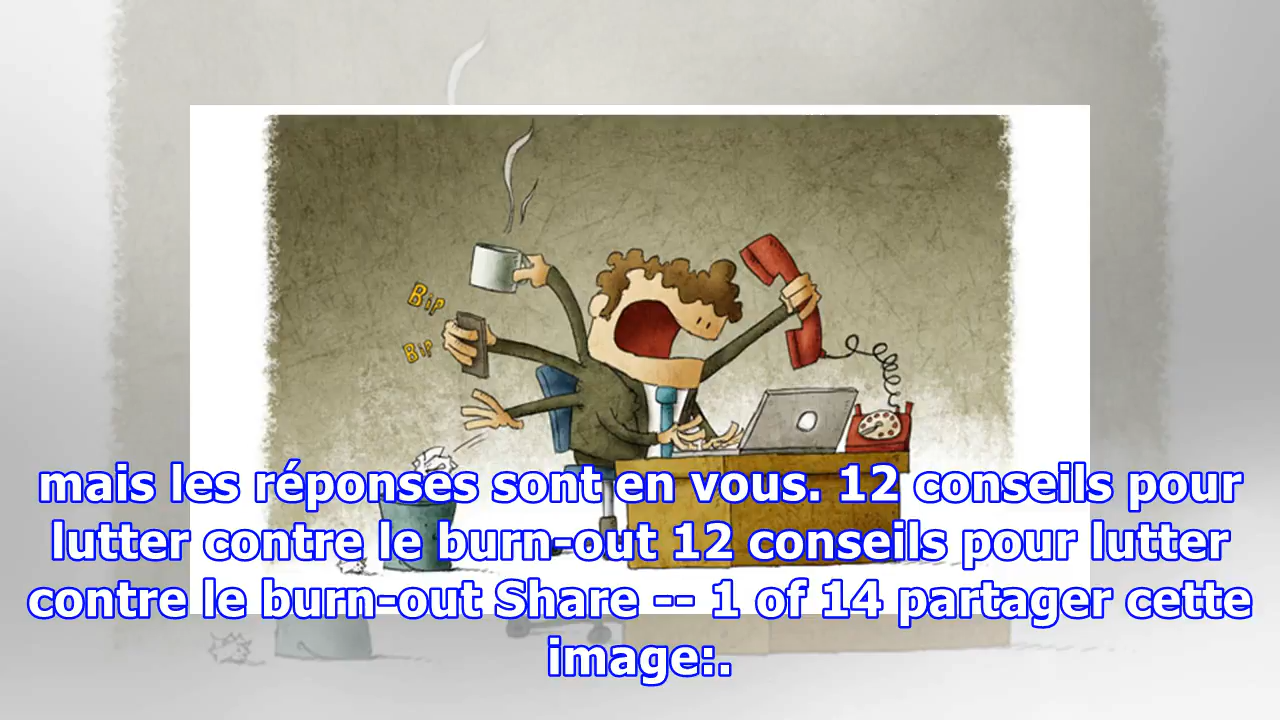 BiP
BiP
mais les réponses sont en vous. 12 conseils pour
lutter contre le burn-out 12 conseils pour lutter
contre le burn-out Share -- 1 of 14 partager cette
image:.